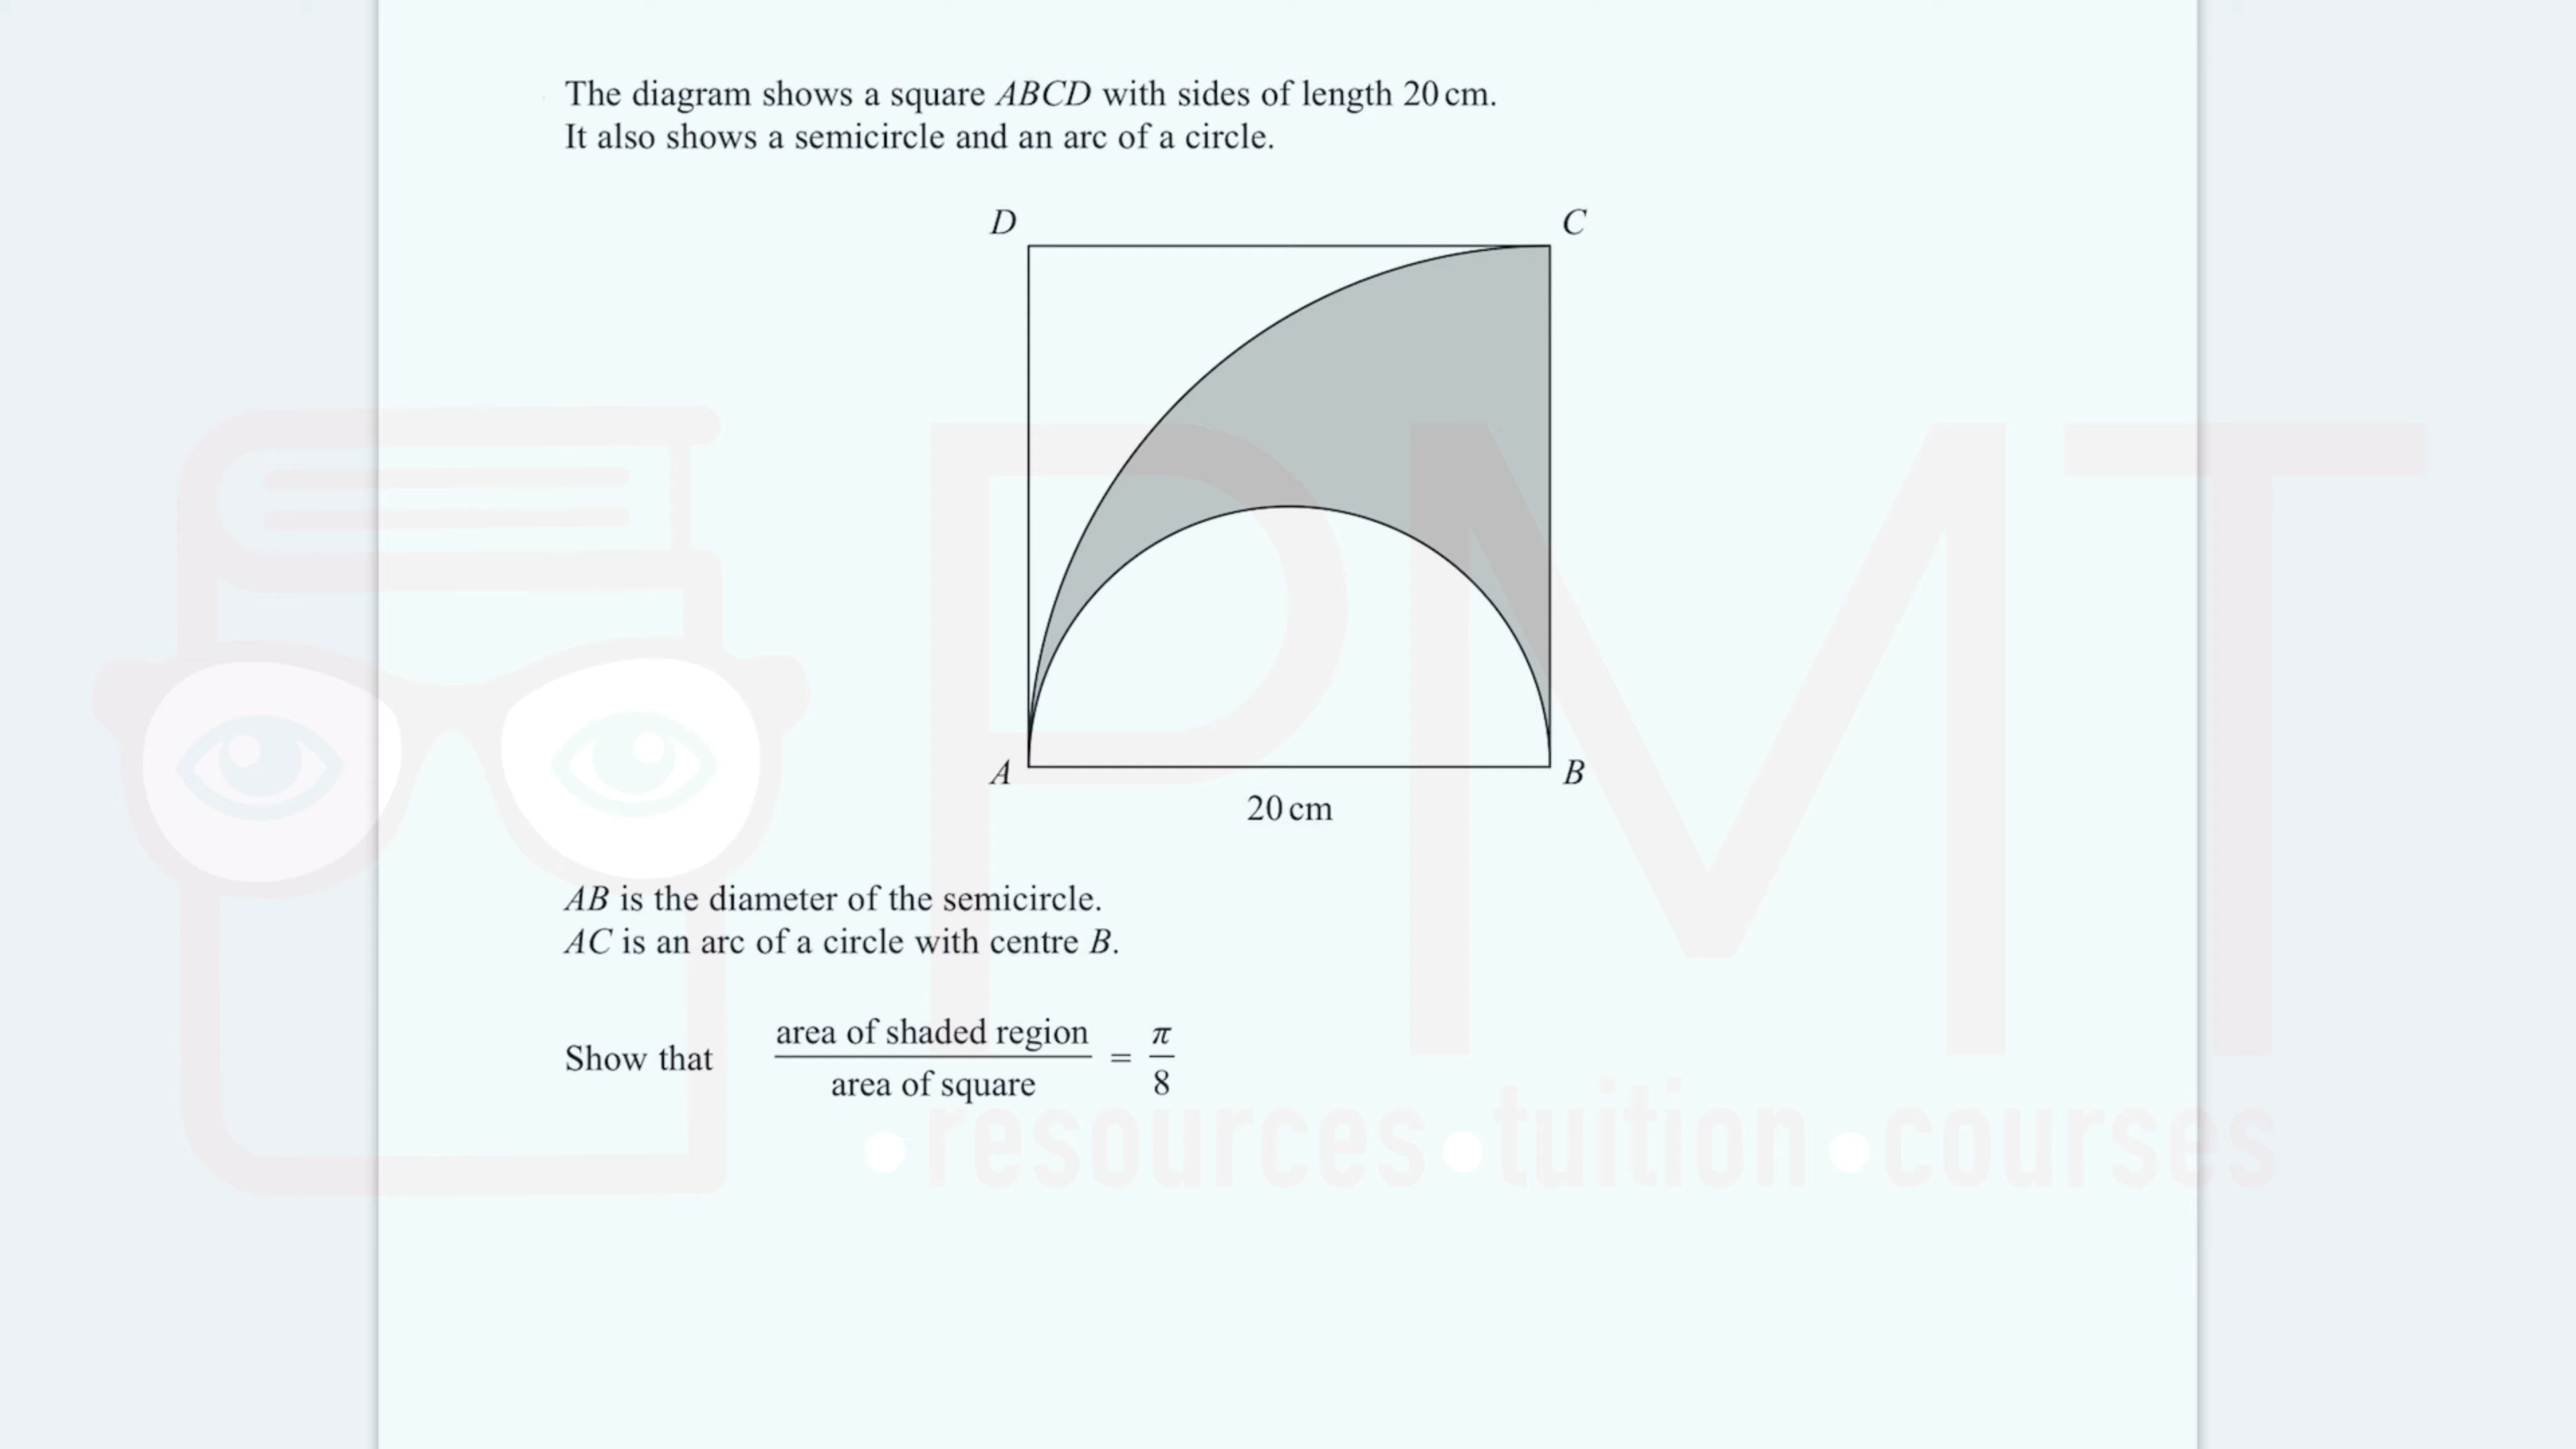 The diagram shows a square ABCD with sides of length 20 cm.
It also shows a semicircle and an arc of a circle.
D
C
A
B
20 cm
AB is the diameter of the semicircle.
AC is an arc of a circle with centre B.
Show that area of shaded region / area of square = π / 8
PMT
• resources • tuition • courses